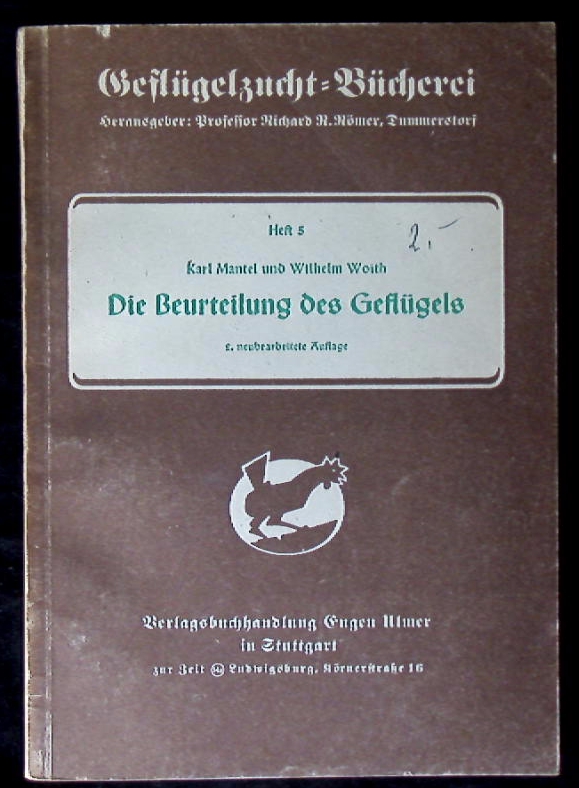 Geflügelzucht-Bücherei
Herausgeber: Professor Richard R. Römer, Dummerstorf
Heft 5
2.-
Karl Mantel und Wilhelm Woith
Die Beurteilung des Geflügels
2. neubearbeitete Auflage
Verlagsbuchhandlung Eugen Ulmer
in Stuttgart
zur Zeit Ludwigsburg, Körnerstraße 16